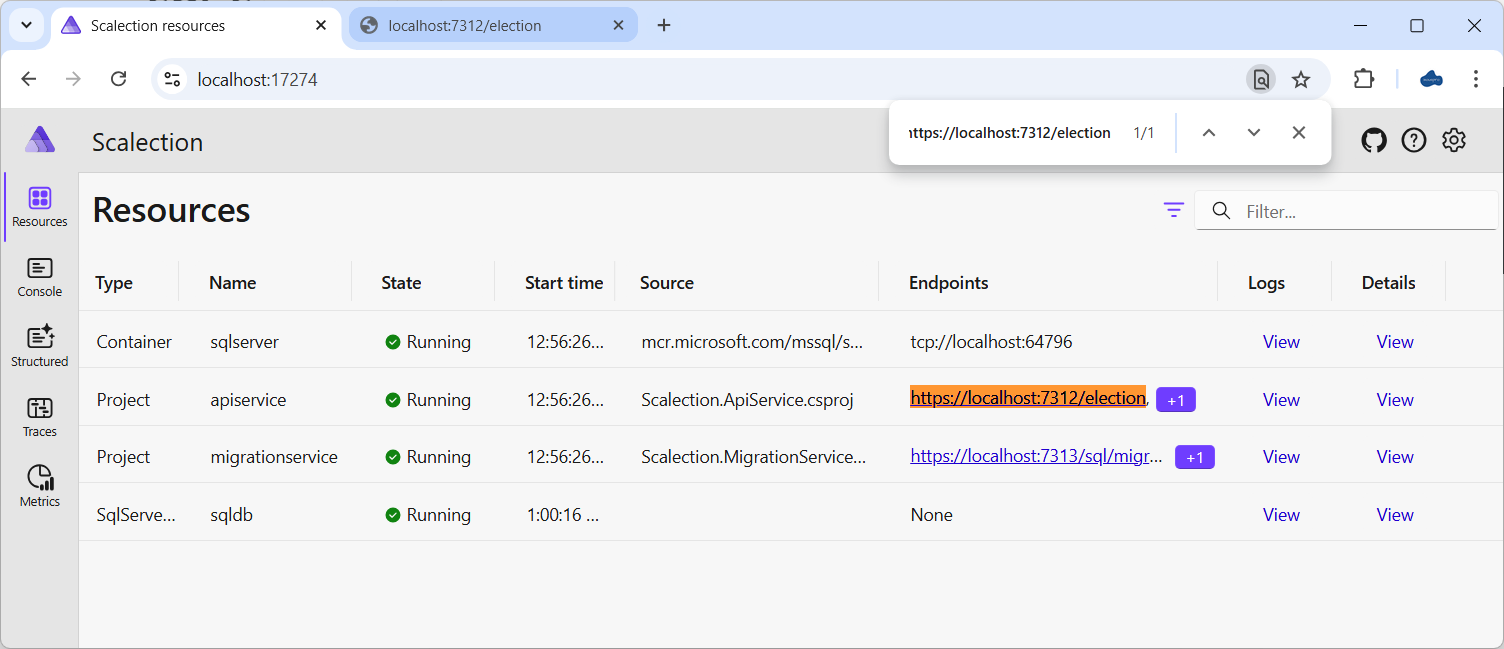 Scalection resources
localhost:7312/election
localhost:17274
ttps://localhost:7312/election 1/1
Scalection
Resources
Filter...
Resources
Console
Structured
Traces
Metrics
Type Name State Start time Source Endpoints Logs Details
Container sqlserver Running 12:56:26... mcr.microsoft.com/mssql/s... tcp://localhost:64796 View View
Project apiservice Running 12:56:26... Scalection.ApiService.csproj https://localhost:7312/election, +1 View View
Project migrationservice Running 12:56:26... Scalection.MigrationService... https://localhost:7313/sql/migr... +1 View View
SqlServe... sqldb Running 1:00:16 ... None View View